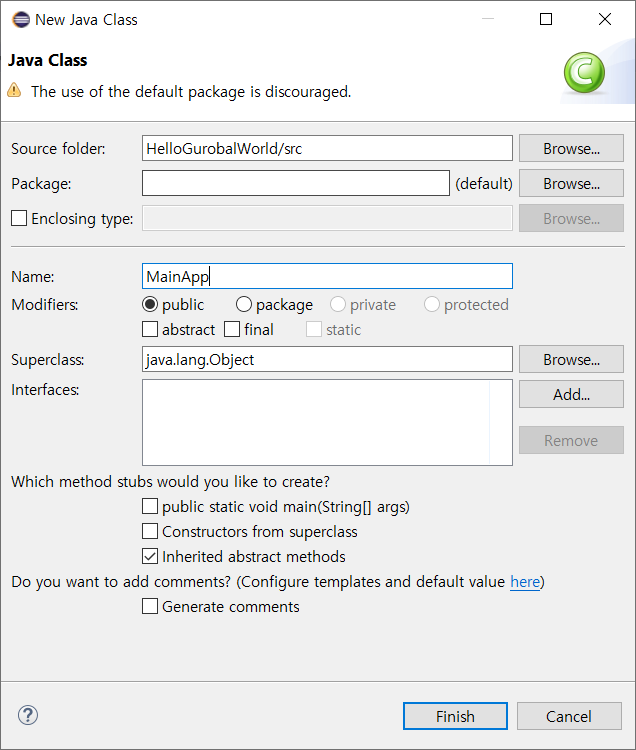 New Java Class
Java Class
The use of the default package is discouraged.
Source folder: HelloGurobalWorld/src Browse...
Package: (default) Browse...
Enclosing type: Browse...
Name: MainApp
Modifiers: public package private protected
abstract final static
Superclass: java.lang.Object Browse...
Interfaces: Add...
Remove
Which method stubs would you like to create?
public static void main(String[] args)
Constructors from superclass
Inherited abstract methods
Do you want to add comments? (Configure templates and default value here)
Generate comments
? Finish Cancel